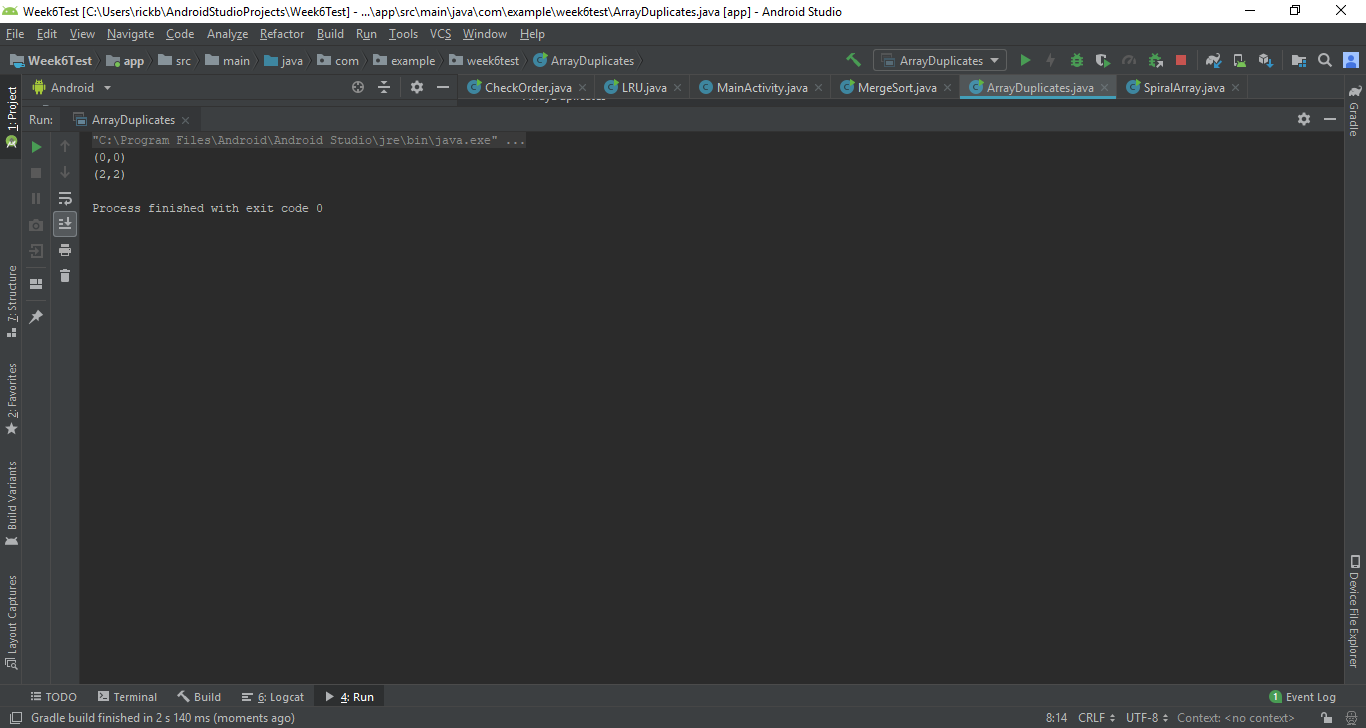 Week6Test [C:\Users\rickb\AndroidStudioProjects\Week6Test] - ...\app\src\main\java\com\example\week6test\ArrayDuplicates.java [app] - Android Studio
File Edit View Navigate Code Analyze Refactor Build Run Tools VCS Window Help
Week6Test app src main java com example week6test ArrayDuplicates ArrayDuplicates
Android CheckOrder.java LRU.java MainActivity.java MergeSort.java ArrayDuplicates.java SpiralArray.java
Run: ArrayDuplicates
"C:\Program Files\Android\Android Studio\jre\bin\java.exe" ...
(0,0)
(2,2)
Process finished with exit code 0
1: Project
7: Structure
2: Favorites
Build Variants
Layout Captures
Gradle
Device File Explorer
TODO Terminal Build 6: Logcat 4: Run 1 Event Log
Gradle build finished in 2 s 140 ms (moments ago) 8:14 CRLF UTF-8 Context: <no context>